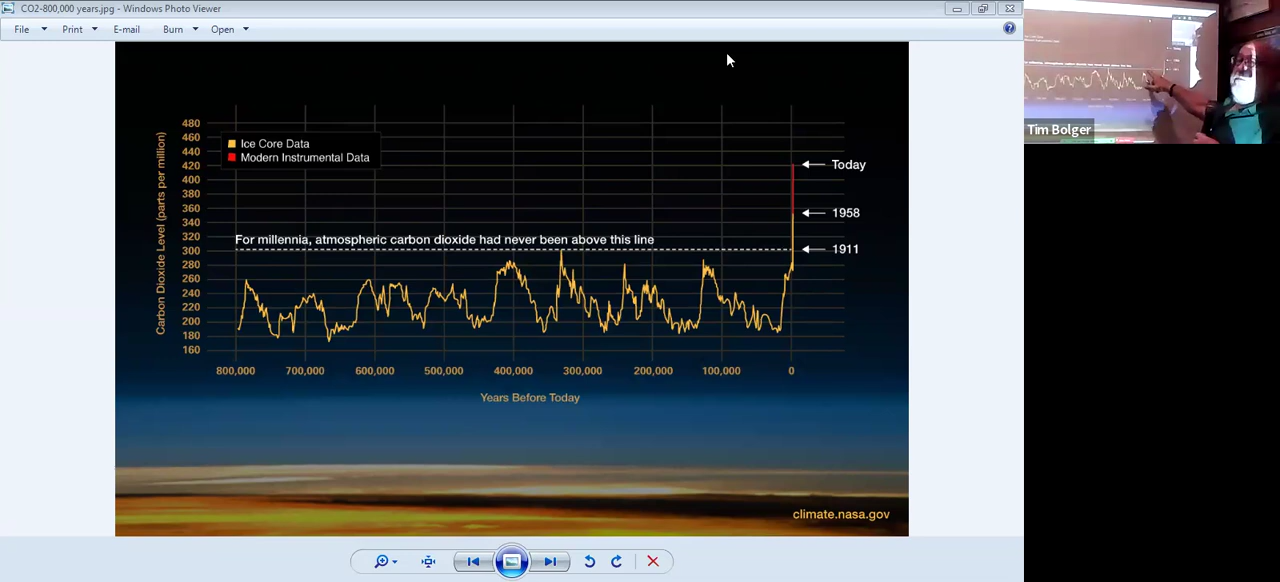 CO2-800,000 years.jpg - Windows Photo Viewer
File Print E-mail Burn Open
Tim Bolger
480
460
440
420
400
380
360
340
320
300
280
260
240
220
200
180
160
Carbon Dioxide Level (parts per million)
Ice Core Data
Modern Instrumental Data
Today
1958
For millennia, atmospheric carbon dioxide had never been above this line
1911
800,000 700,000 600,000 500,000 400,000 300,000 200,000 100,000 0
Years Before Today
climate.nasa.gov